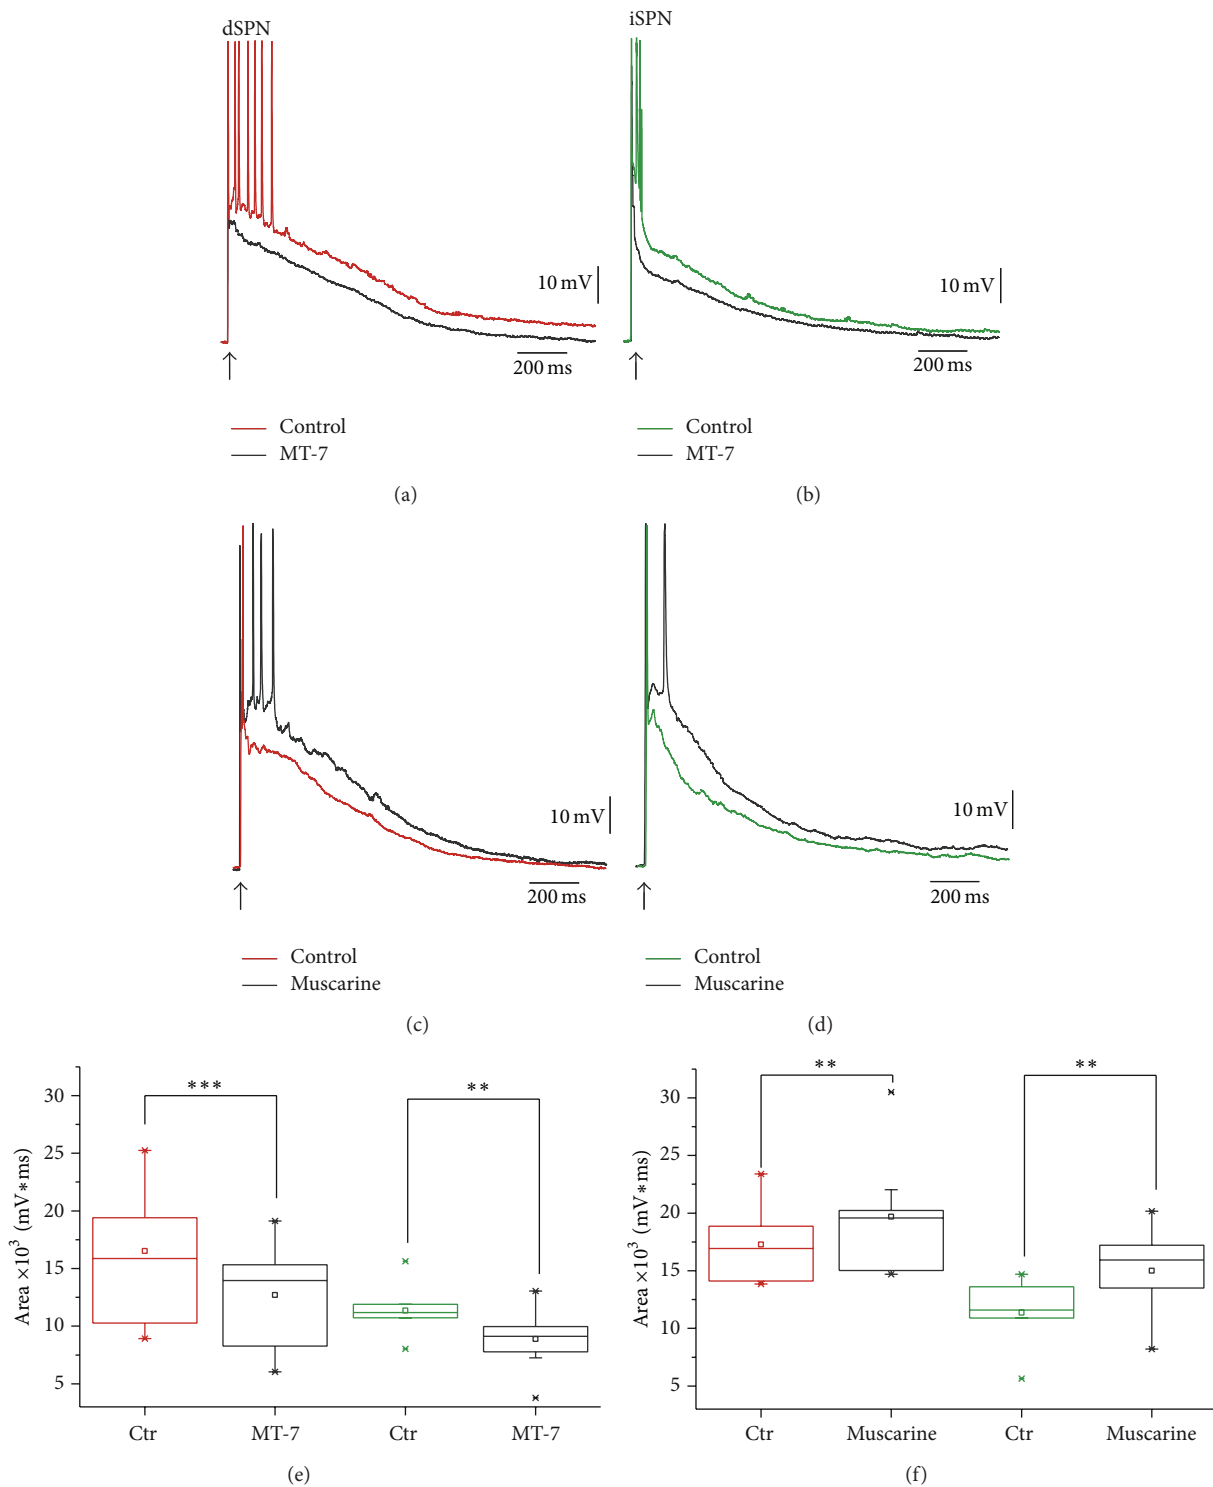 dSPN
iSPN
10 mV
10 mV
200 ms
200 ms
Control
MT-7
Control
MT-7
(a)
(b)
10 mV
10 mV
200 ms
200 ms
Control
Muscarine
Control
Muscarine
(c)
(d)
***
**
30
25
20
15
10
5
Area ×10³ (mV∗ms)
Ctr
MT-7
Ctr
MT-7
(e)
**
**
30
25
20
15
10
5
Area ×10³ (mV∗ms)
Ctr
Muscarine
Ctr
Muscarine
(f)